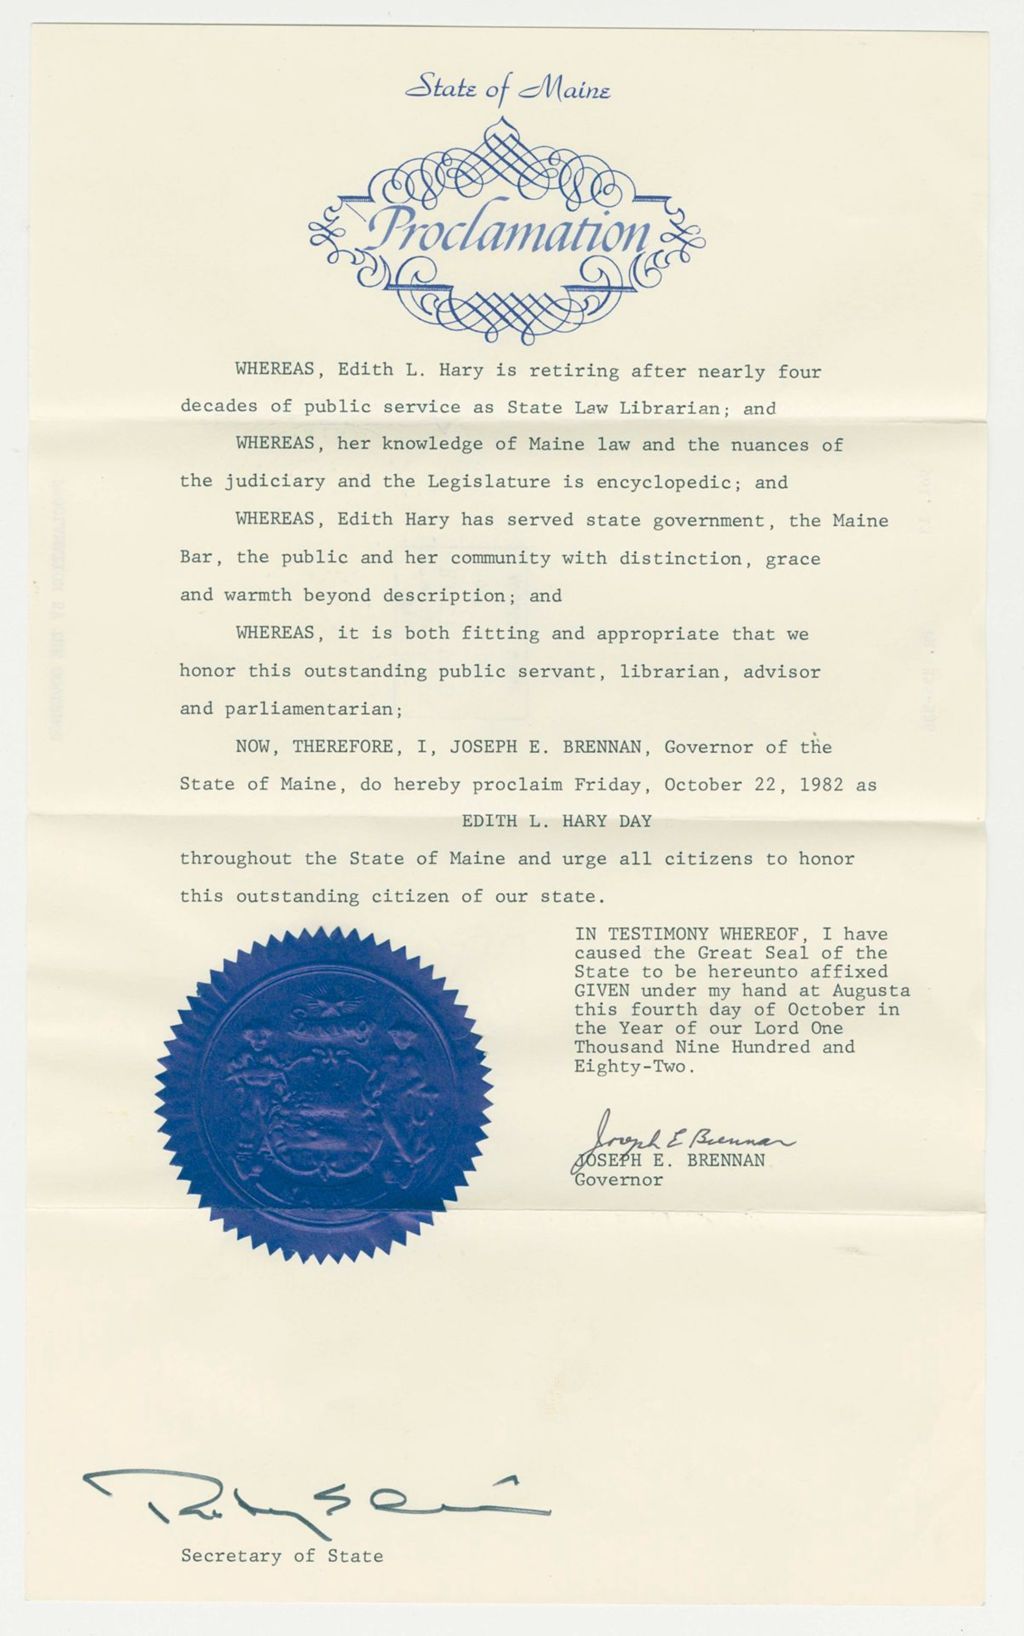 State of Maine
Proclamation
WHEREAS, Edith L. Hary is retiring after nearly four
decades of public service as State Law Librarian; and
WHEREAS, her knowledge of Maine law and the nuances of
the judiciary and the Legislature is encyclopedic; and
WHEREAS, Edith Hary has served state government, the Maine
Bar, the public and her community with distinction, grace
and warmth beyond description; and
WHEREAS, it is both fitting and appropriate that we
honor this outstanding public servant, librarian, advisor
and parliamentarian;
NOW, THEREFORE, I, JOSEPH E. BRENNAN, Governor of the
State of Maine, do hereby proclaim Friday, October 22, 1982 as
EDITH L. HARY DAY
throughout the State of Maine and urge all citizens to honor
this outstanding citizen of our state.
IN TESTIMONY WHEREOF, I have
caused the Great Seal of the
State to be hereunto affixed
GIVEN under my hand at Augusta
this fourth day of October in
the Year of our Lord One
Thousand Nine Hundred and
Eighty-Two.
Joseph E Brennan
JOSEPH E. BRENNAN
Governor
Secretary of State